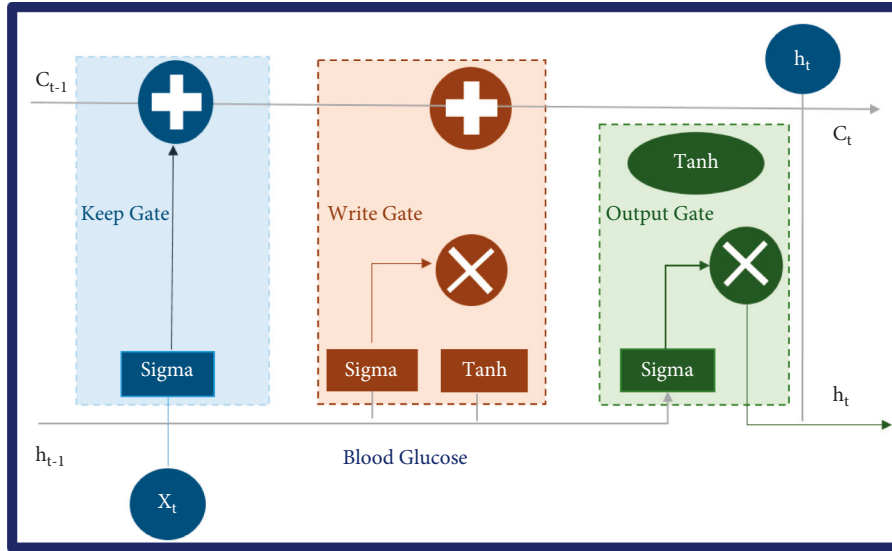 h_t
C_{t-1}
C_t
Tanh
Keep Gate
Write Gate
Output Gate
Sigma
Sigma
Tanh
Sigma
h_t
h_{t-1}
Blood Glucose
X_t